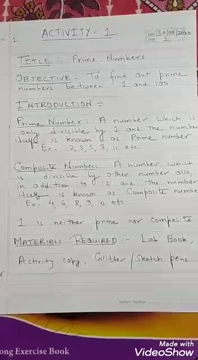 1
ACTIVITY - 1
TITLE : Prime Numbers
OBJECTIVE - To find out prime
numbers between 1 and 100
INTRODUCTION =
Prime Number : A number which is
only divisible by 1 and the number
itself is known as Prime number
Ex - 2, 3, 5, 7, 11 etc
Composite Number: A number which
is divisible by other number also,
in addition to 1 and the number
itself is known as Composite number
Ex. 4, 6, 8, 9, 10 etc
1 is neither prime nor composite
MATERIALS REQUIRED - Lab Book,
Activity copy, Glitter / Sketch pens
ong Exercise Book
Made with
VideoShow